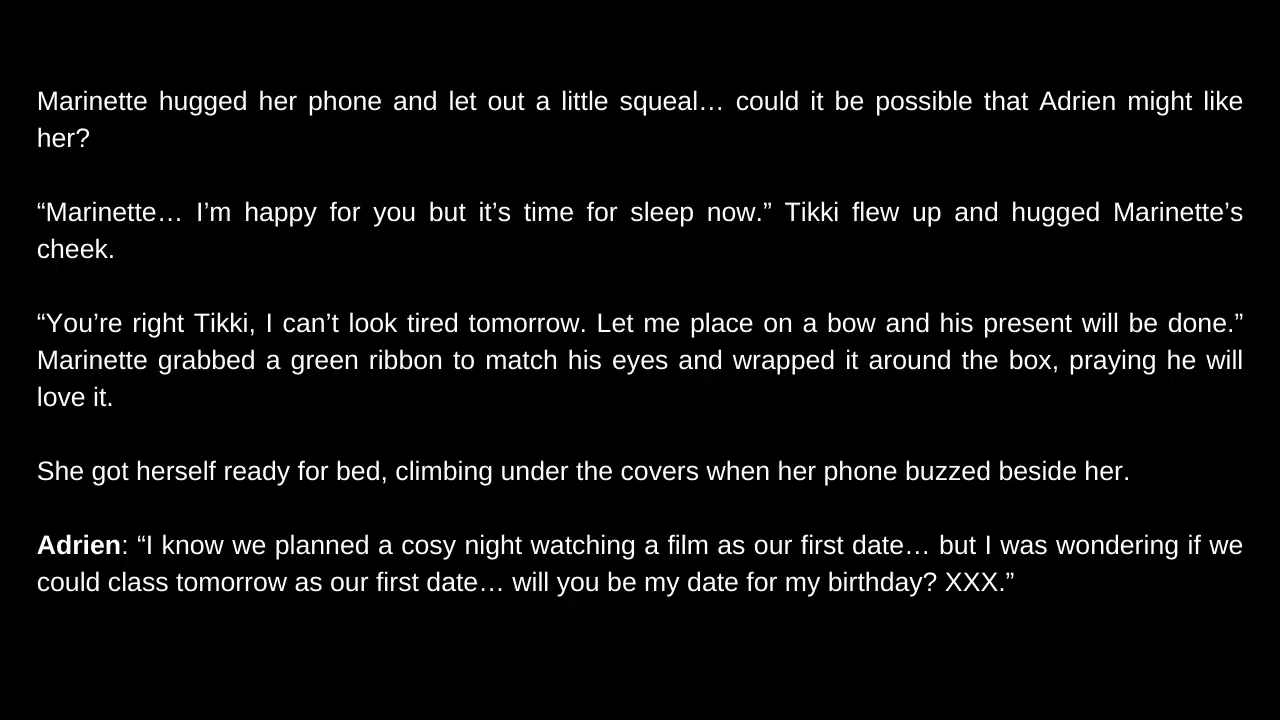 Marinette hugged her phone and let out a little squeal… could it be possible that Adrien might like
her?
“Marinette… I’m happy for you but it’s time for sleep now.” Tikki flew up and hugged Marinette’s
cheek.
“You’re right Tikki, I can’t look tired tomorrow. Let me place on a bow and his present will be done.”
Marinette grabbed a green ribbon to match his eyes and wrapped it around the box, praying he will
love it.
She got herself ready for bed, climbing under the covers when her phone buzzed beside her.
Adrien: “I know we planned a cosy night watching a film as our first date… but I was wondering if we
could class tomorrow as our first date… will you be my date for my birthday? XXX.”